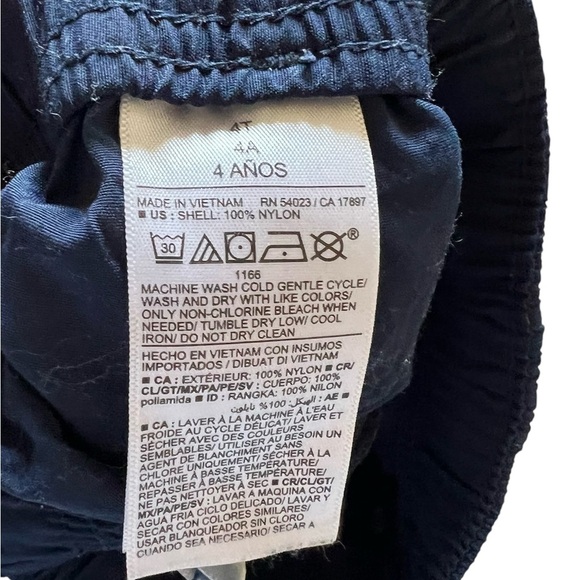 4T
4A
4 AÑOS
MADE IN VIETNAM RN 54023 / CA 17897
■ US : SHELL: 100% NYLON
30 ®
1166
MACHINE WASH COLD GENTLE CYCLE/
WASH AND DRY WITH LIKE COLORS/
ONLY NON-CHLORINE BLEACH WHEN
NEEDED/ TUMBLE DRY LOW/ COOL
IRON/ DO NOT DRY CLEAN
HECHO EN VIETNAM CON INSUMOS
IMPORTADOS / DIBUAT DI VIETNAM
■ CA : EXTÉRIEUR: 100% NYLON ■ CR/
CL/GT/MX/PA/PE/SV : CUERPO: 100%
poliamida ■ ID : RANGKA: 100% NILON
■ AE : الهيكل: 100% نايلون
■ CA : LAVER À LA MACHINE À L'EAU
FROIDE AU CYCLE DÉLICAT/ LAVER ET
SÉCHER AVEC DES COULEURS
SEMBLABLES/ UTILISER AU BESOIN UN
AGENT DE BLANCHIMENT SANS
CHLORE UNIQUEMENT/ SÉCHER À LA
MACHINE À BASSE TEMPÉRATURE/
REPASSER À BASSE TEMPÉRATURE/
NE PAS NETTOYER À SEC ■ CR/CL/GT/
MX/PA/PE/SV : LAVAR A MAQUINA CON
AGUA FRIA CICLO DELICADO/ LAVAR Y
SECAR CON COLORES SIMILARES/
USAR BLANQUEADOR SIN CLORO
CUANDO SEA NECESARIO/ SECAR A